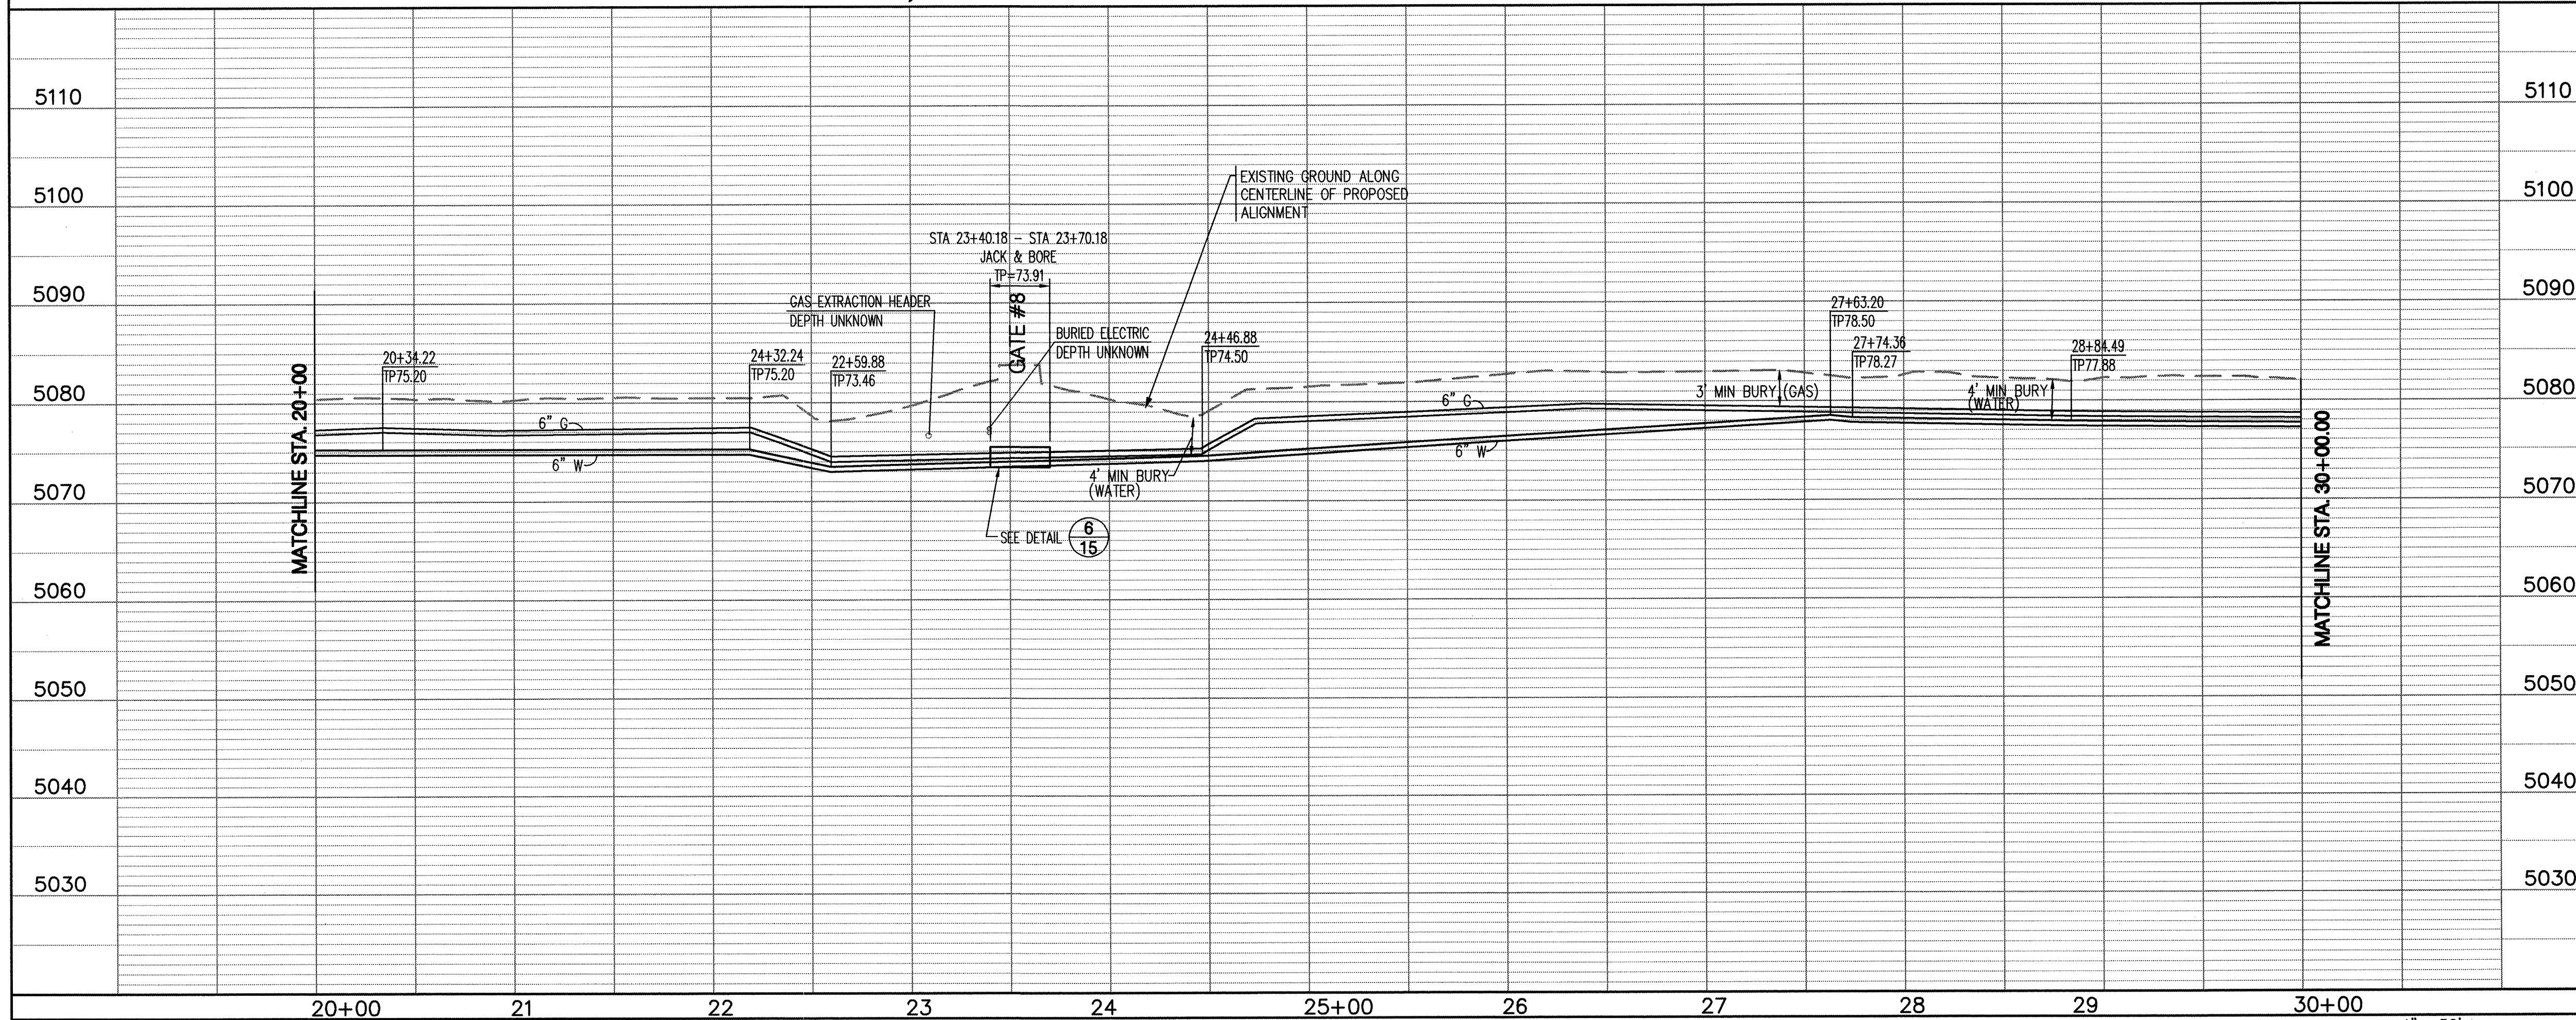 5110
5100
5090
5080
5070
5060
5050
5040
5030
MATCHLINE STA. 20+00
20+34.22
TP75.20
6" G
6" W
24+32.24
TP75.20
22+59.88
TP73.46
GAS EXTRACTION HEADER
DEPTH UNKNOWN
STA 23+40.18 – STA 23+70.18
JACK & BORE
TP=73.91
GATE #8
BURIED ELECTRIC
DEPTH UNKNOWN
EXISTING GROUND ALONG
CENTERLINE OF PROPOSED
ALIGNMENT
24+46.88
TP74.50
4' MIN BURY
(WATER)
SEE DETAIL
6
15
6" G
6" W
3' MIN BURY (GAS)
27+63.20
TP78.50
27+74.36
TP78.27
4' MIN BURY
(WATER)
28+84.49
TP77.88
MATCHLINE STA. 30+00.00
5110
5100
5090
5080
5070
5060
5050
5040
5030
20+00
21
22
23
24
25+00
26
27
28
29
30+00